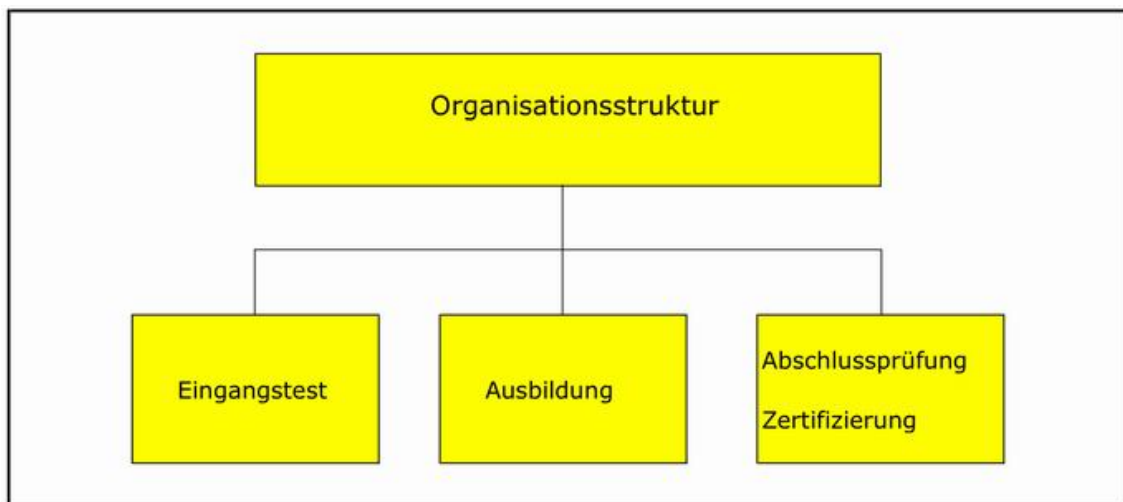 Organisationsstruktur
Eingangstest
Ausbildung
Abschlussprüfung
Zertifizierung